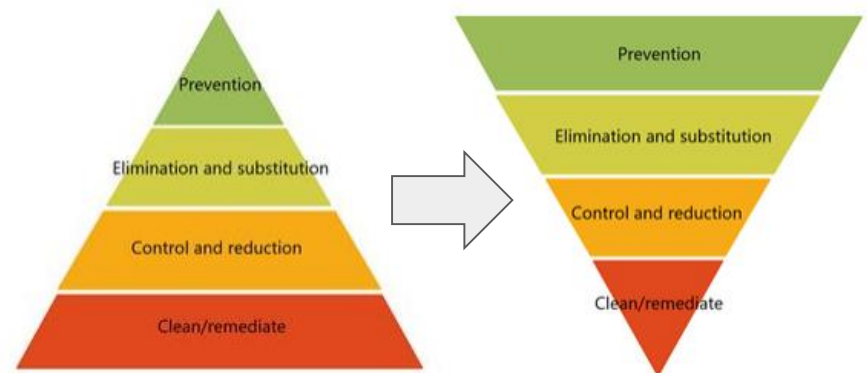 Prevention
Elimination and substitution
Control and reduction
Clean/remediate
Prevention
Elimination and substitution
Control and reduction
Clean/remediate